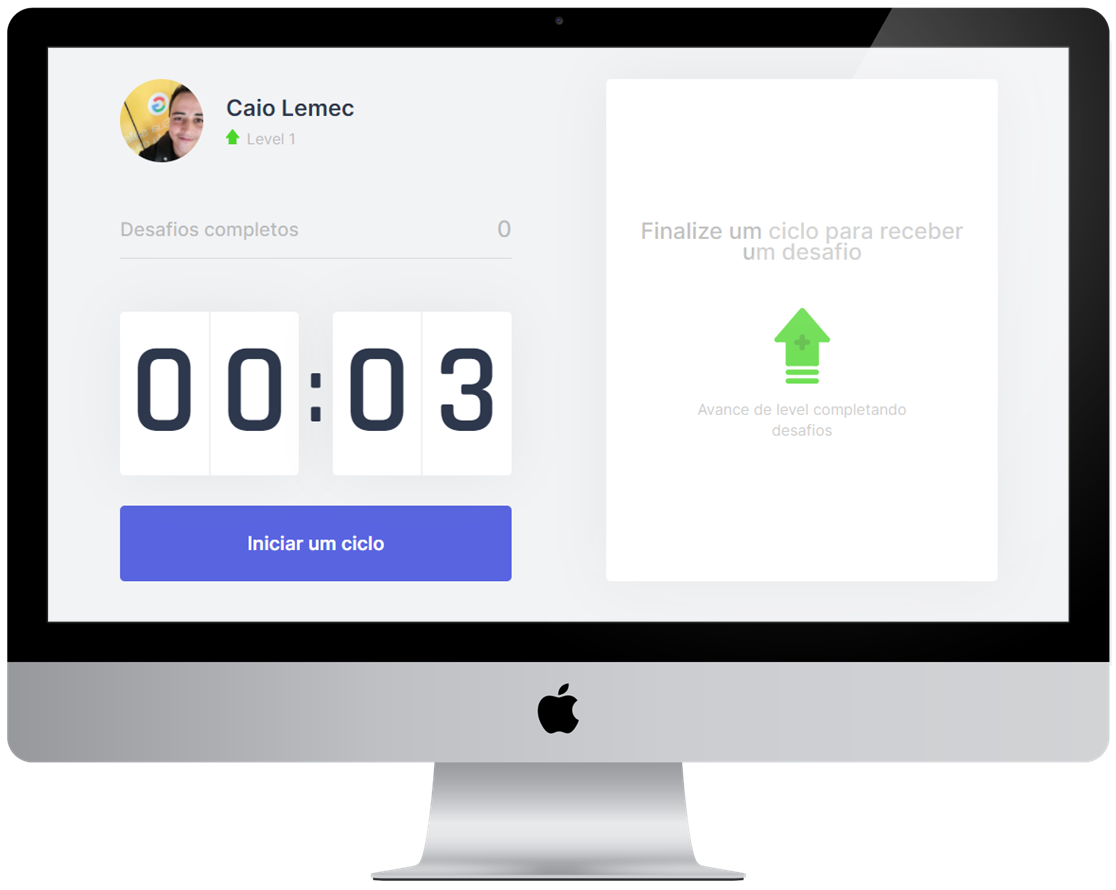 Caio Lemec
Level 1
Desafios completos 0
00:03
Iniciar um ciclo
Finalize um ciclo para receber
um desafio
Avance de level completando
desafios